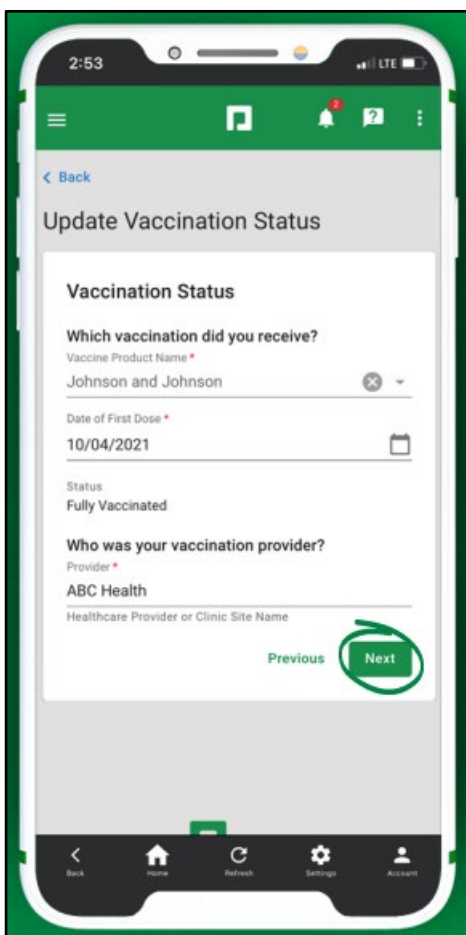 2:53
LTE
2
?
Back
Update Vaccination Status
Vaccination Status
Which vaccination did you receive?
Vaccine Product Name *
Johnson and Johnson
Date of First Dose *
10/04/2021
Status
Fully Vaccinated
Who was your vaccination provider?
Provider *
ABC Health
Healthcare Provider or Clinic Site Name
Previous Next
Back Home Refresh Settings Account